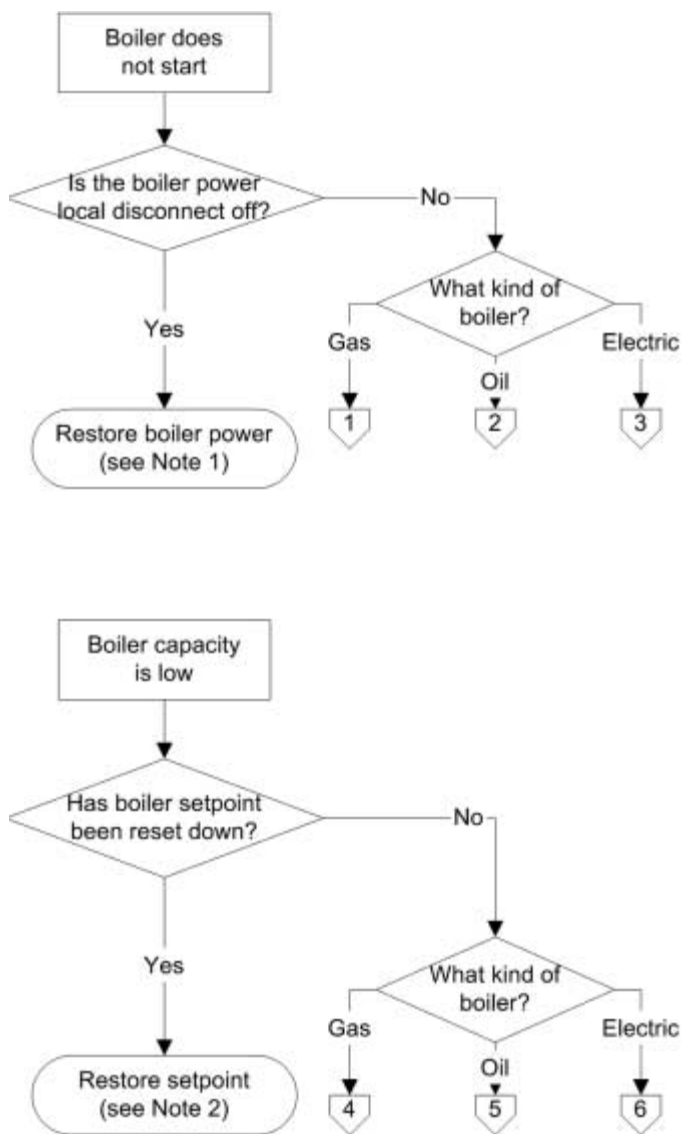 Boiler does
not start
Is the boiler power
local disconnect off?
No
What kind of
boiler?
Yes
Gas
Electric
Oil
1
2
3
Restore boiler power
(see Note 1)
Boiler capacity
is low
Has boiler setpoint
been reset down?
No
What kind of
boiler?
Yes
Gas
Electric
Oil
4
5
6
Restore setpoint
(see Note 2)